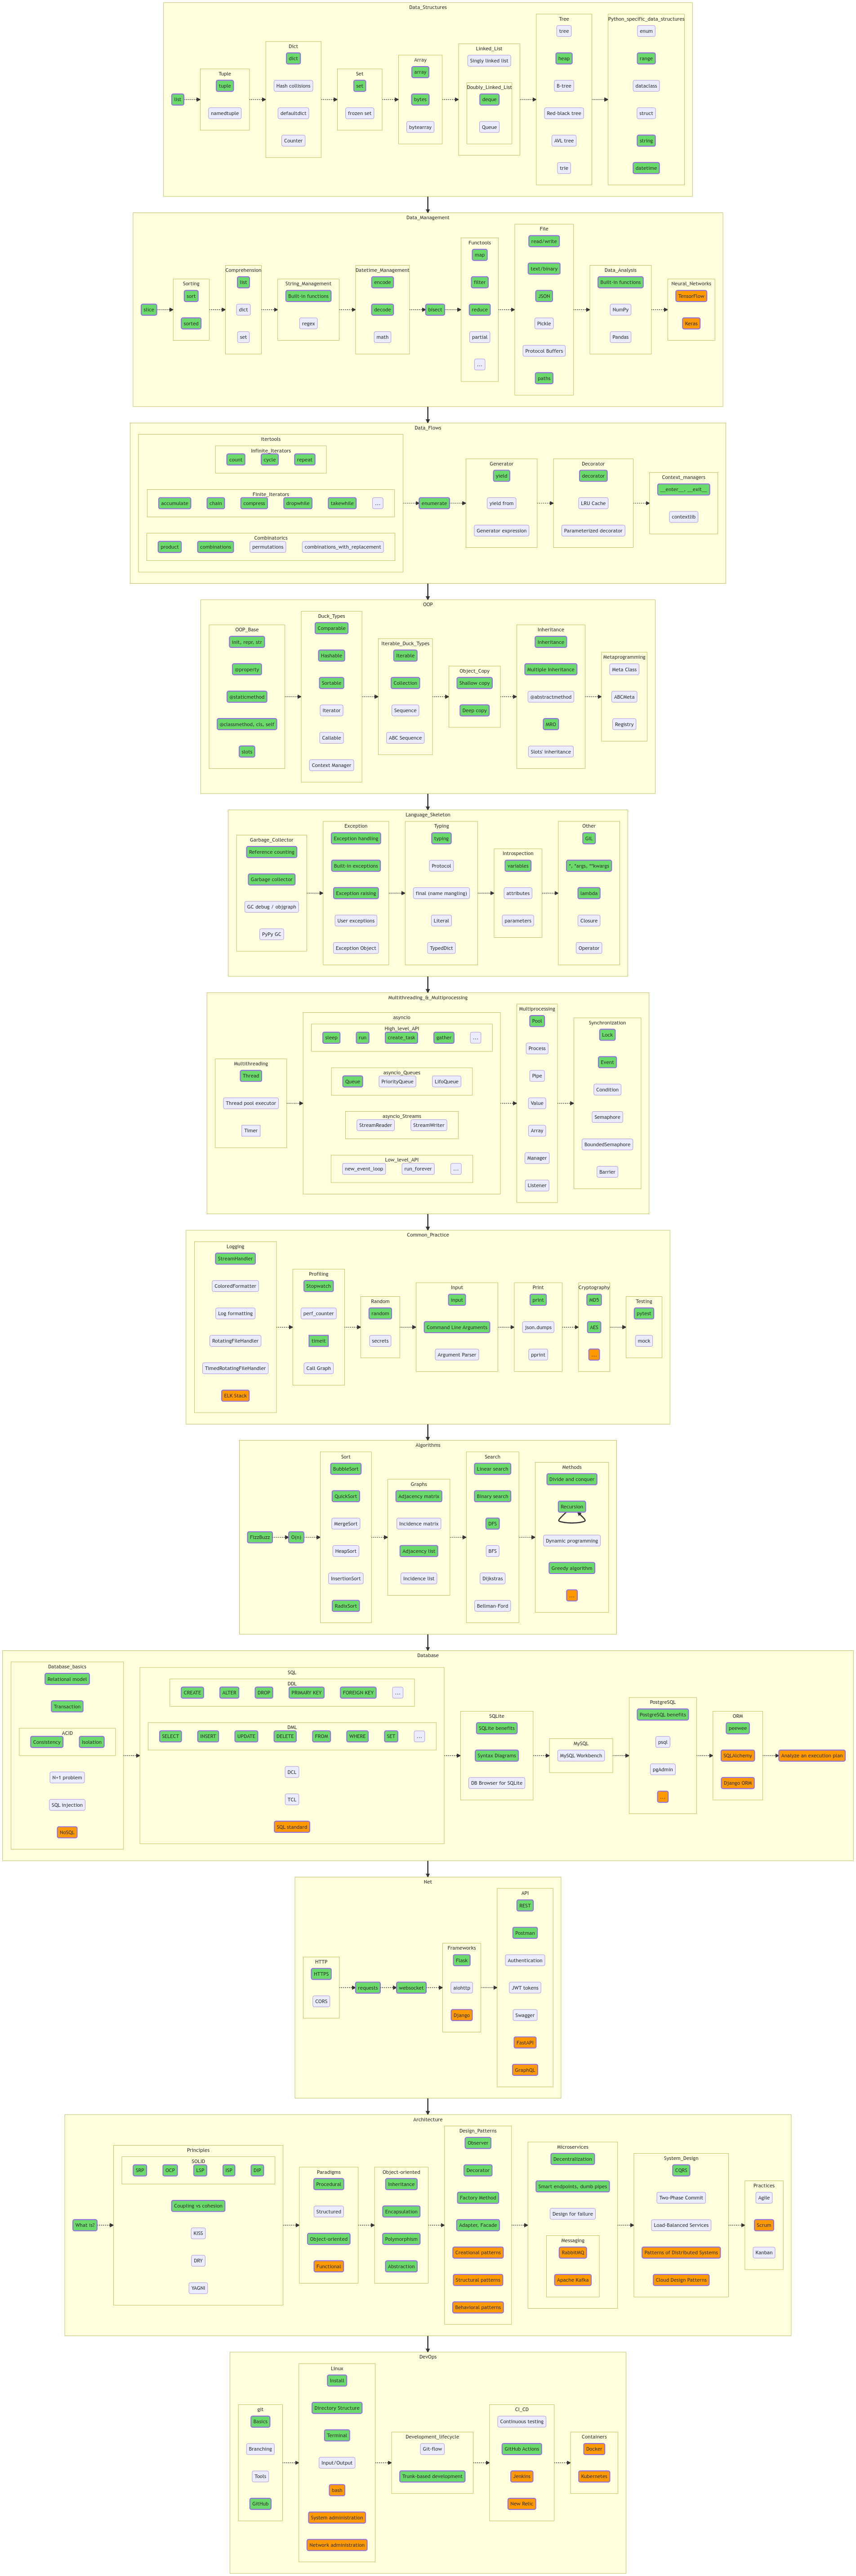 Data_Structures
list
Tuple
tuple
namedtuple
Dict
dict
Hash collisions
defaultdict
Counter
Set
set
frozen set
Array
array
bytes
bytearray
Linked_List
Singly linked list
Doubly_Linked_List
deque
Queue
Tree
tree
heap
B-tree
Red-black tree
AVL tree
trie
Python_specific_data_structures
enum
range
dataclass
struct
string
datetime
Data_Management
slice
Sorting
sort
sorted
Comprehension
list
dict
set
String_Management
Built-in functions
regex
Datetime_Management
encode
decode
math
bisect
Functools
map
filter
reduce
partial
...
File
read/write
text/binary
JSON
Pickle
Protocol Buffers
paths
Data_Analysis
Built-in functions
NumPy
Pandas
Neural_Networks
TensorFlow
Keras
Data_Flows
Itertools
Infinite_Iterators
count
cycle
repeat
Finite_Iterators
accumulate
chain
compress
dropwhile
takewhile
...
Combinatorics
product
combinations
permutations
combinations_with_replacement
enumerate
Generator
yield
yield from
Generator expression
Decorator
decorator
LRU Cache
Parameterized decorator
Context_managers
__enter__, __exit__
contextlib
OOP
OOP_Base
init, repr, str
@property
@staticmethod
@classmethod, cls, self
slots
Duck_Types
Comparable
Hashable
Sortable
Iterator
Callable
Context Manager
Iterable_Duck_Types
Iterable
Collection
Sequence
ABC Sequence
Object_Copy
Shallow copy
Deep copy
Inheritance
Inheritance
Multiple Inheritance
@abstractmethod
MRO
Slots' inheritance
Metaprogramming
Meta Class
ABCMeta
Registry
Language_Skeleton
Garbage_Collector
Reference counting
Garbage collector
GC debug / objgraph
PyPy GC
Exception
Exception handling
Built-in exceptions
Exception raising
User exceptions
Exception Object
Typing
typing
Protocol
final (name mangling)
Literal
TypedDict
Introspection
variables
attributes
parameters
Other
GIL
*, *args, **kwargs
lambda
Closure
Operator
Multithreading_&_Multiprocessing
Multithreading
Thread
Thread pool executor
Timer
asyncio
High_level_API
sleep
run
create_task
gather
...
asyncio_Queues
Queue
PriorityQueue
LifoQueue
asyncio_Streams
StreamReader
StreamWriter
Low_level_API
new_event_loop
run_forever
...
Multiprocessing
Pool
Process
Pipe
Value
Array
Manager
Listener
Synchronization
Lock
Event
Condition
Semaphore
BoundedSemaphore
Barrier
Common_Practice
Logging
StreamHandler
ColoredFormatter
Log formatting
RotatingFileHandler
TimedRotatingFileHandler
ELK Stack
Profiling
Stopwatch
perf_counter
timeit
Call Graph
Random
random
secrets
Input
input
Command Line Arguments
Argument Parser
Print
print
json.dumps
pprint
Cryptography
MD5
AES
...
Testing
pytest
mock
Algorithms
FizzBuzz
O(n)
Sort
BubbleSort
QuickSort
MergeSort
HeapSort
InsertionSort
RadixSort
Graphs
Adjacency matrix
Incidence matrix
Adjacency list
Incidence list
Search
Linear search
Binary search
DFS
BFS
Dijkstras
Bellman-Ford
Methods
Divide and conquer
Recursion
Dynamic programming
Greedy algorithm
...
Database
Database_basics
Relational model
Transaction
ACID
Consistency
Isolation
N+1 problem
SQL injection
NoSQL
SQL
DDL
CREATE
ALTER
DROP
PRIMARY KEY
FOREIGN KEY
...
DML
SELECT
INSERT
UPDATE
DELETE
FROM
WHERE
SET
...
DCL
TCL
SQL standard
SQLite
SQLite benefits
Syntax Diagrams
DB Browser for SQLite
MySQL
MySQL Workbench
PostgreSQL
PostgreSQL benefits
psql
pgAdmin
...
ORM
peewee
SQLAlchemy
Django ORM
Analyze an execution plan
Net
HTTP
HTTPS
CORS
requests
websocket
Frameworks
Flask
aiohttp
Django
API
REST
Postman
Authentication
JWT tokens
Swagger
FastAPI
GraphQL
Architecture
What is?
Principles
SOLID
SRP
OCP
LSP
ISP
DIP
Coupling vs cohesion
KISS
DRY
YAGNI
Paradigms
Procedural
Structured
Object-oriented
Functional
Object-oriented
Inheritance
Encapsulation
Polymorphism
Abstraction
Design_Patterns
Observer
Decorator
Factory Method
Adapter, Facade
Creational patterns
Structural patterns
Behavioral patterns
Microservices
Decentralization
Smart endpoints, dumb pipes
Design for failure
Messaging
RabbitMQ
Apache Kafka
System_Design
CQRS
Two-Phase Commit
Load-Balanced Services
Patterns of Distributed Systems
Cloud Design Patterns
Practices
Agile
Scrum
Kanban
DevOps
git
Basics
Branching
Tools
GitHub
Linux
Install
Directory Structure
Terminal
Input/Output
bash
System administration
Network administration
Development_lifecycle
Git-flow
Trunk-based development
CI_CD
Continuous testing
GitHub Actions
Jenkins
New Relic
Containers
Docker
Kubernetes